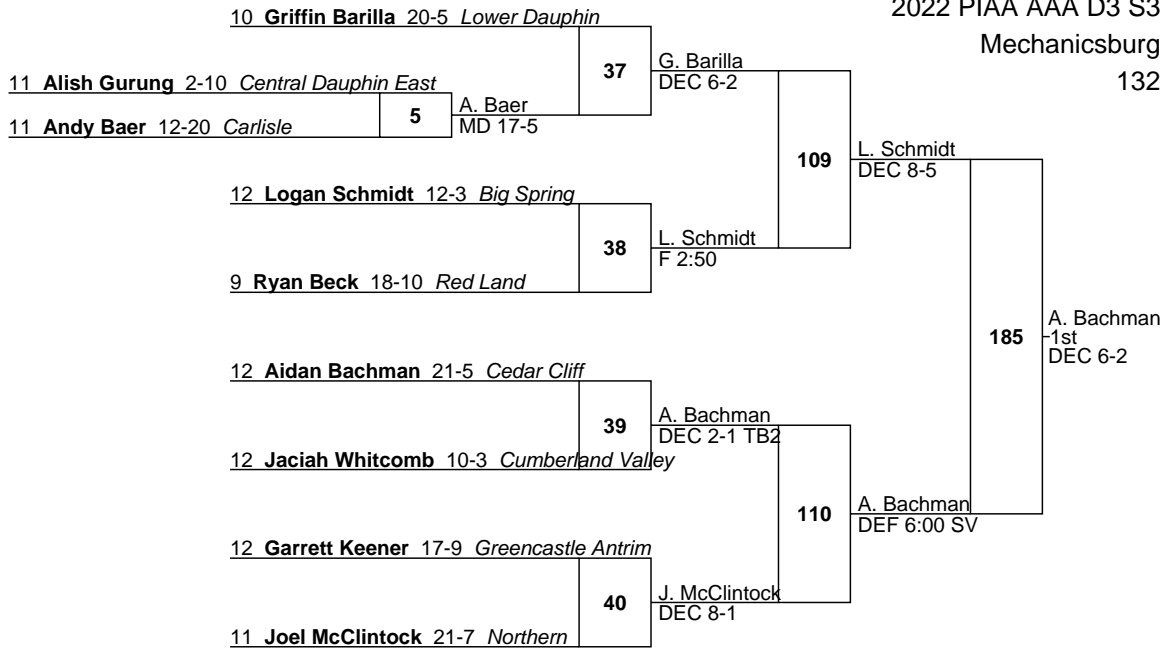 2022 PIAA AAA D3 S3
Mechanicsburg
132
10 Griffin Barilla 20-5 Lower Dauphin
37
G. Barilla
DEC 6-2
11 Alish Gurung 2-10 Central Dauphin East
5
A. Baer
MD 17-5
11 Andy Baer 12-20 Carlisle
109
L. Schmidt
DEC 8-5
12 Logan Schmidt 12-3 Big Spring
38
L. Schmidt
F 2:50
9 Ryan Beck 18-10 Red Land
185
A. Bachman
1st
DEC 6-2
12 Aidan Bachman 21-5 Cedar Cliff
39
A. Bachman
DEC 2-1 TB2
12 Jaciah Whitcomb 10-3 Cumberland Valley
110
A. Bachman
DEF 6:00 SV
12 Garrett Keener 17-9 Greencastle Antrim
40
J. McClintock
DEC 8-1
11 Joel McClintock 21-7 Northern